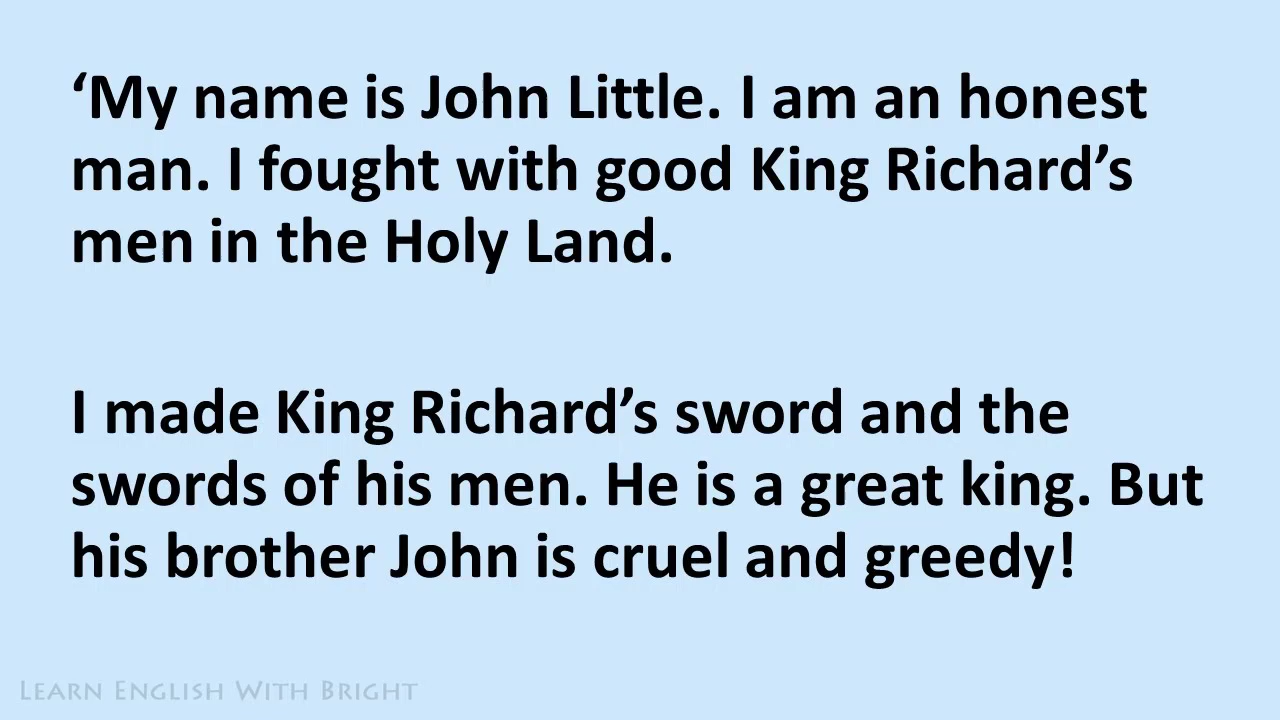 ‘My name is John Little. I am an honest
man. I fought with good King Richard’s
men in the Holy Land.
I made King Richard’s sword and the
swords of his men. He is a great king. But
his brother John is cruel and greedy!
Learn English With Bright